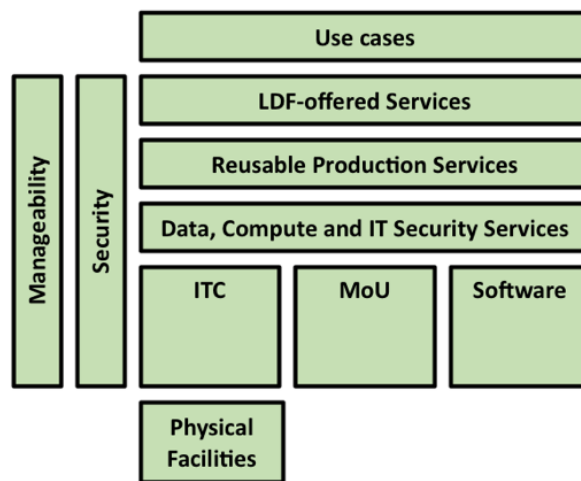 Use cases
LDF-offered Services
Reusable Production Services
Data, Compute and IT Security Services
Manageability
Security
ITC
MoU
Software
Physical
Facilities